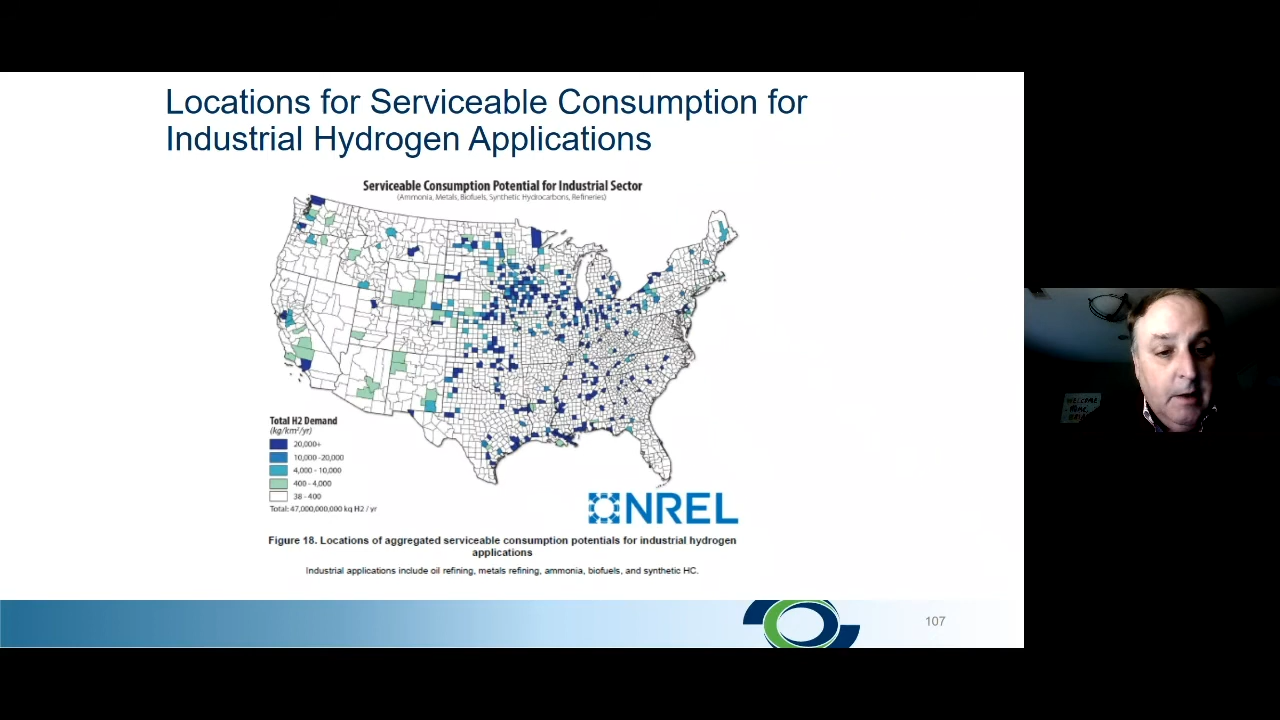 Locations for Serviceable Consumption for
Industrial Hydrogen Applications
Serviceable Consumption Potential for Industrial Sector
(Ammonia, Metals, Biofuels, Synthetic Hydrocarbons, Refineries)
Total H2 Demand
(kg/km²/yr)
20,000+
10,000 -20,000
4,000 - 10,000
400 - 4,000
38 - 400
Total: 47,000,000,000 kg H2 / yr
NREL
Figure 18. Locations of aggregated serviceable consumption potentials for industrial hydrogen
applications
Industrial applications include oil refining, metals refining, ammonia, biofuels, and synthetic HC.
107
WELCOME